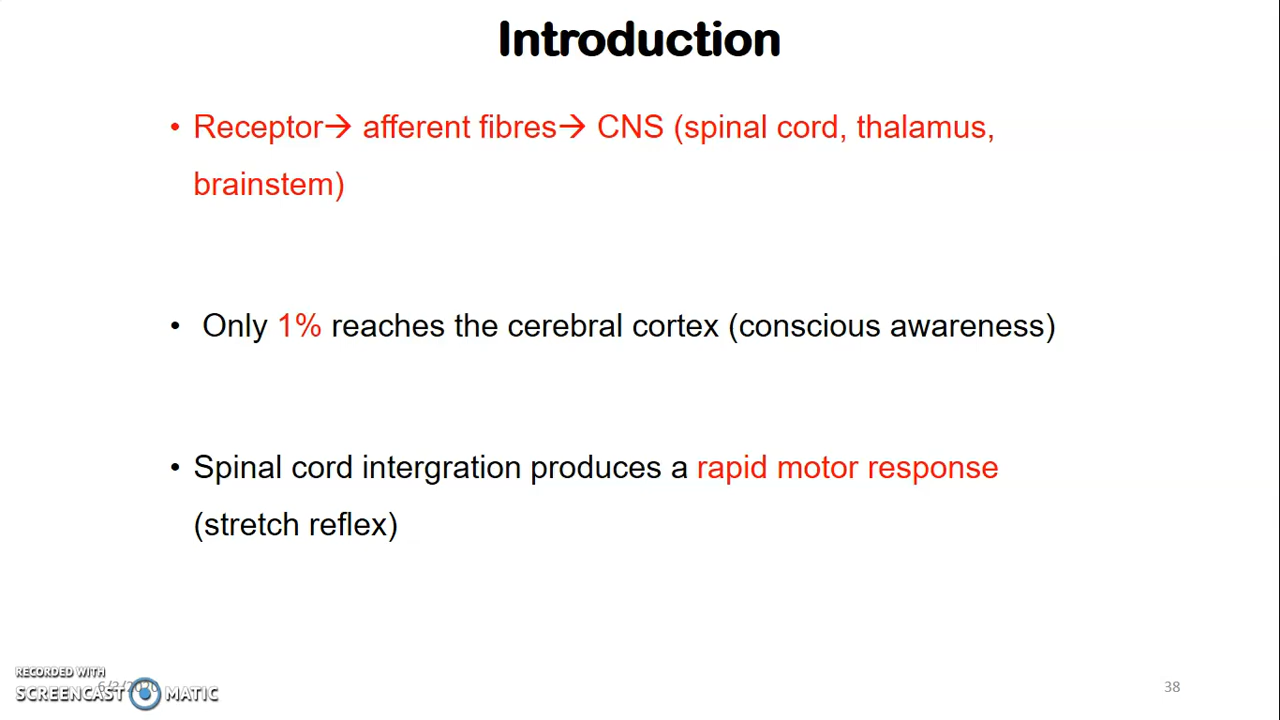 Introduction
• Receptor→ afferent fibres→ CNS (spinal cord, thalamus,
brainstem)
• Only 1% reaches the cerebral cortex (conscious awareness)
• Spinal cord intergration produces a rapid motor response
(stretch reflex)
RECORDED WITH
SCREENCAST MATIC
38